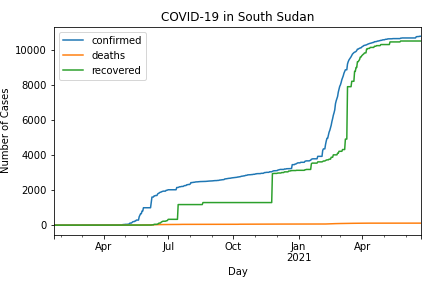 COVID-19 in South Sudan
confirmed
deaths
recovered
Number of Cases
10000
8000
6000
4000
2000
0
Apr Jul Oct Jan Apr
2021
Day